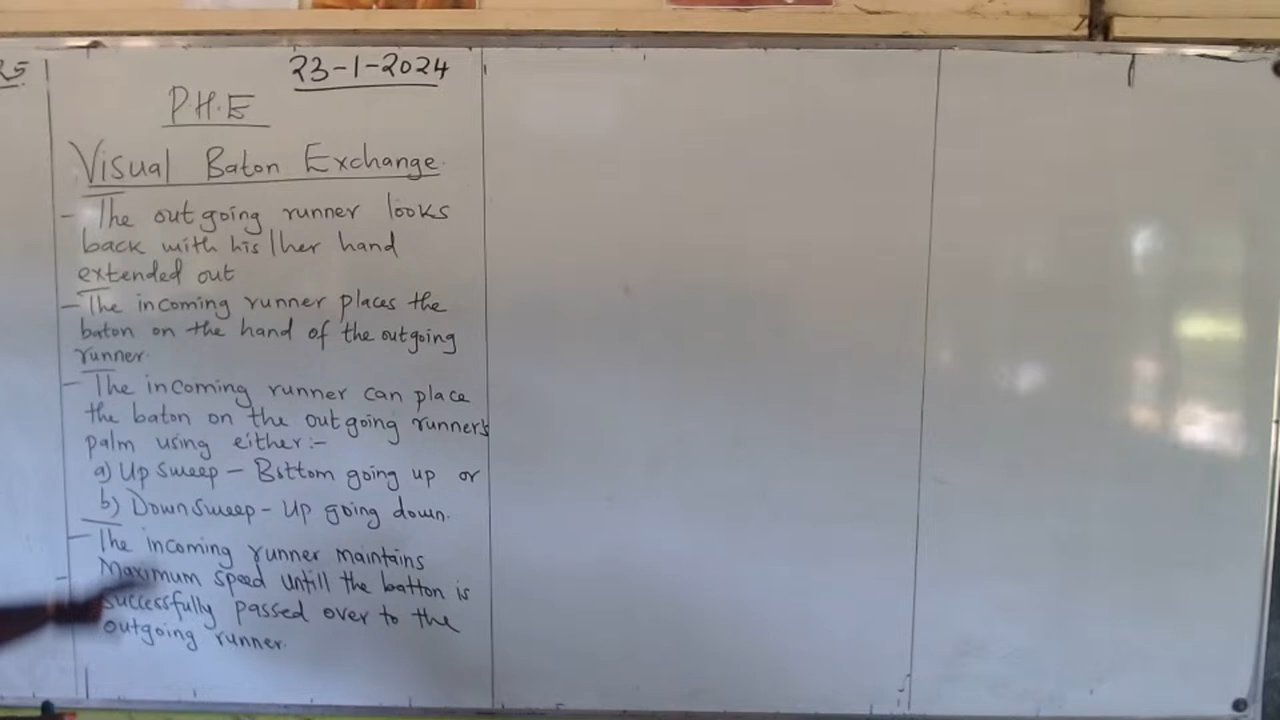 25
23-1-2024
P.H.E
Visual Baton Exchange.
- The outgoing runner looks
back with his/her hand
extended out
- The incoming runner places the
baton on the hand of the outgoing
runner.
- The incoming runner can place
the baton on the outgoing runner's
palm using either:-
a) Up Sweep - Bottom going up or
b) Down Sweep - Up going down.
- The incoming runner maintains
Maximum speed untill the batton is
successfully passed over to the
outgoing runner.